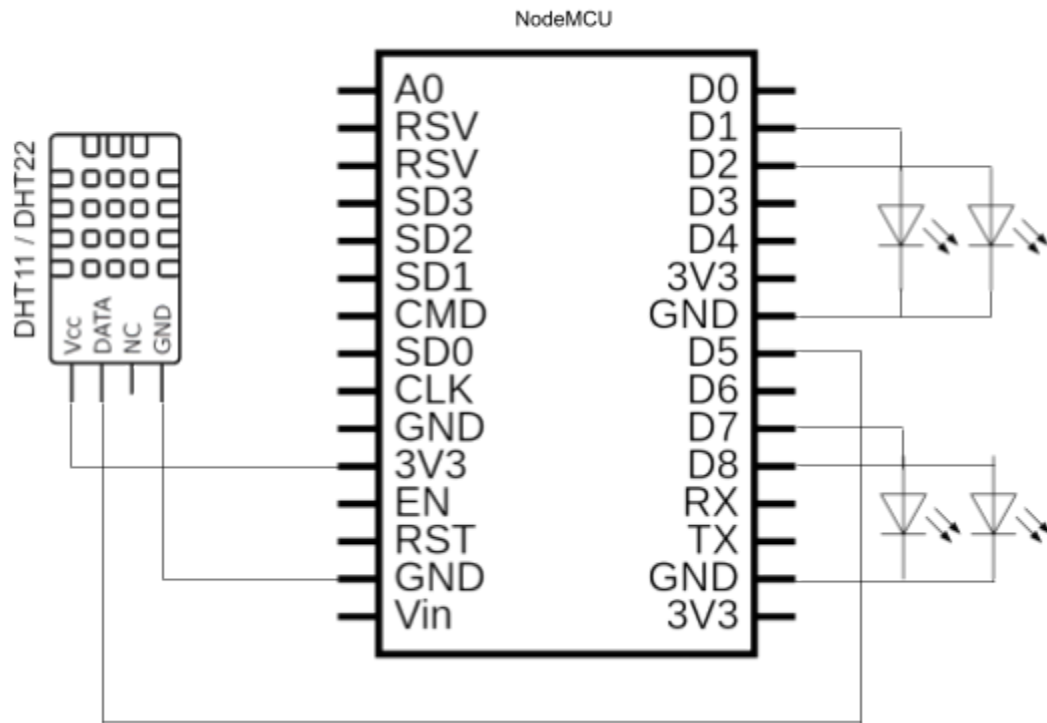 NodeMCU
DHT11 / DHT22
Vcc
DATA
NC
GND
A0
RSV
RSV
SD3
SD2
SD1
CMD
SD0
CLK
GND
3V3
EN
RST
GND
Vin
D0
D1
D2
D3
D4
3V3
GND
D5
D6
D7
D8
RX
TX
GND
3V3